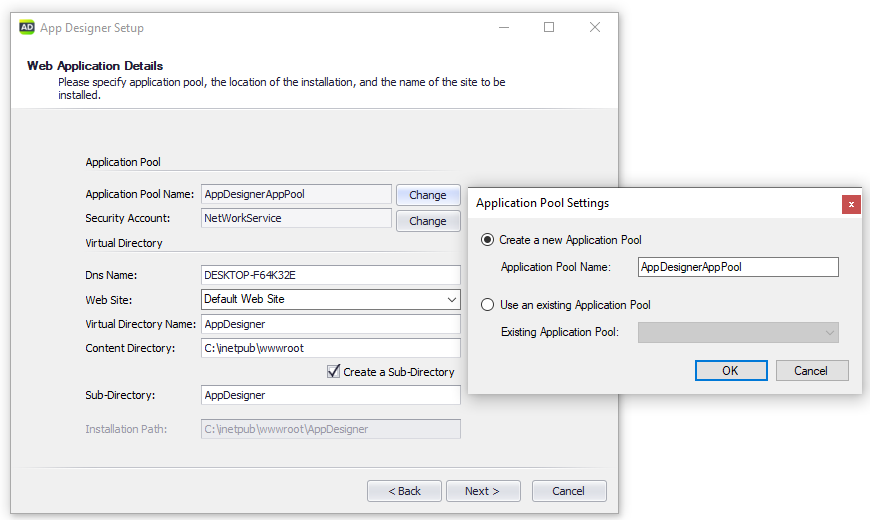 AD App Designer Setup
Web Application Details
Please specify application pool, the location of the installation, and the name of the site to be
installed.
Application Pool
Application Pool Name: AppDesignerAppPool Change
Security Account: NetWorkService Change
Virtual Directory
Dns Name: DESKTOP-F64K32E
Web Site: Default Web Site
Virtual Directory Name: AppDesigner
Content Directory: C:\inetpub\wwwroot
Create a Sub-Directory
Sub-Directory: AppDesigner
Installation Path: C:\inetpub\wwwroot\AppDesigner
< Back Next > Cancel
Application Pool Settings x
Create a new Application Pool
Application Pool Name: AppDesignerAppPool
Use an existing Application Pool
Existing Application Pool:
OK Cancel